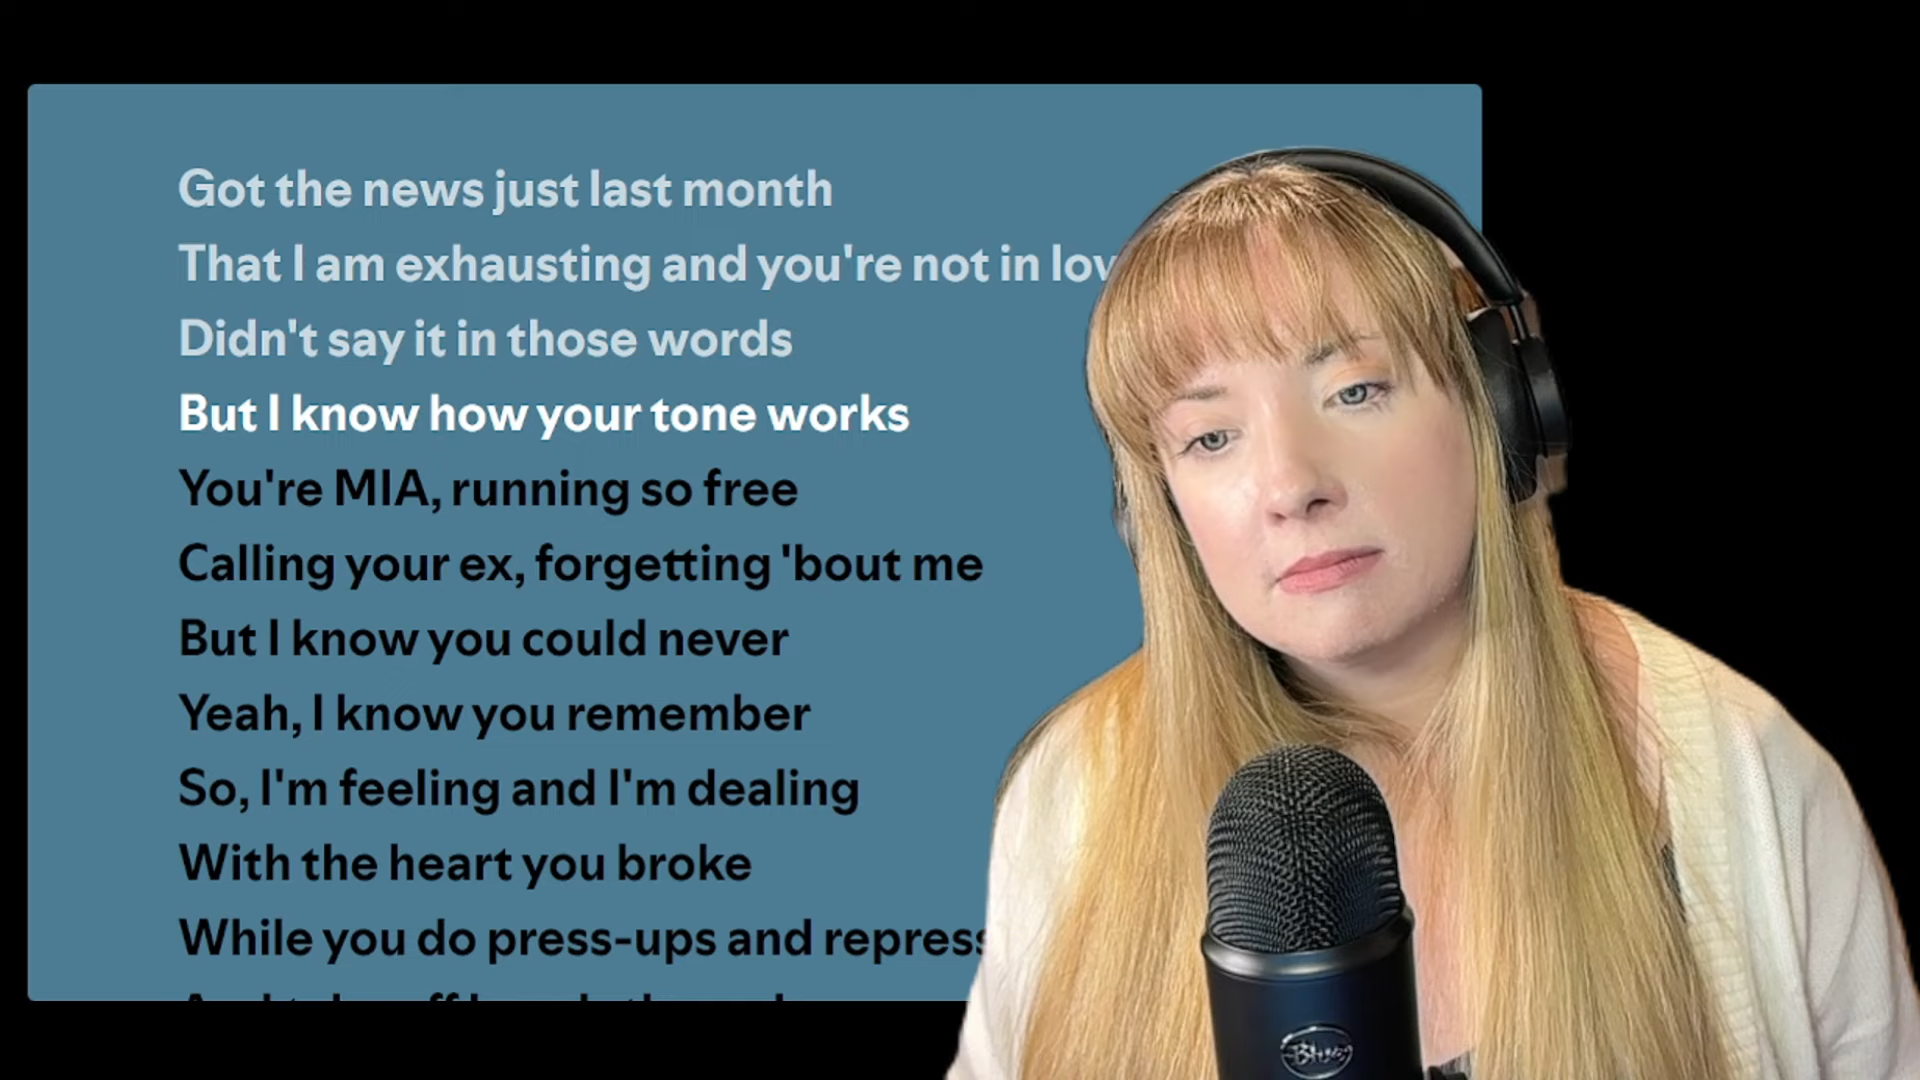 Got the news just last month
That I am exhausting and you're not in lov
Didn't say it in those words
But I know how your tone works
You're MIA, running so free
Calling your ex, forgetting 'bout me
But I know you could never
Yeah, I know you remember
So, I'm feeling and I'm dealing
With the heart you broke
While you do press-ups and repress
Blue